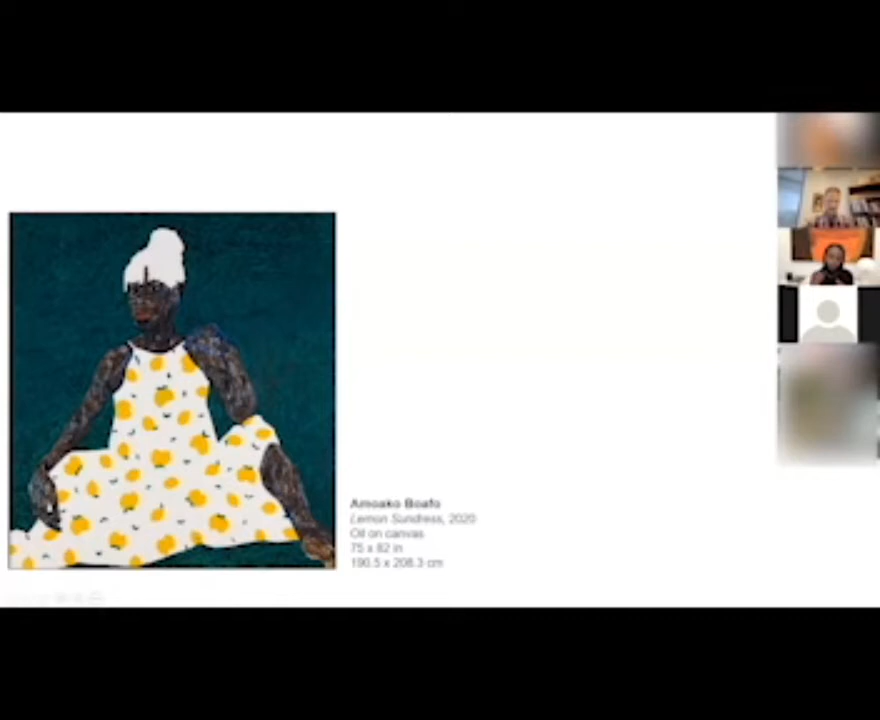 Amoako Boafo
Lemon Sundress, 2020
Oil on canvas
75 x 82 in
190.5 x 208.3 cm